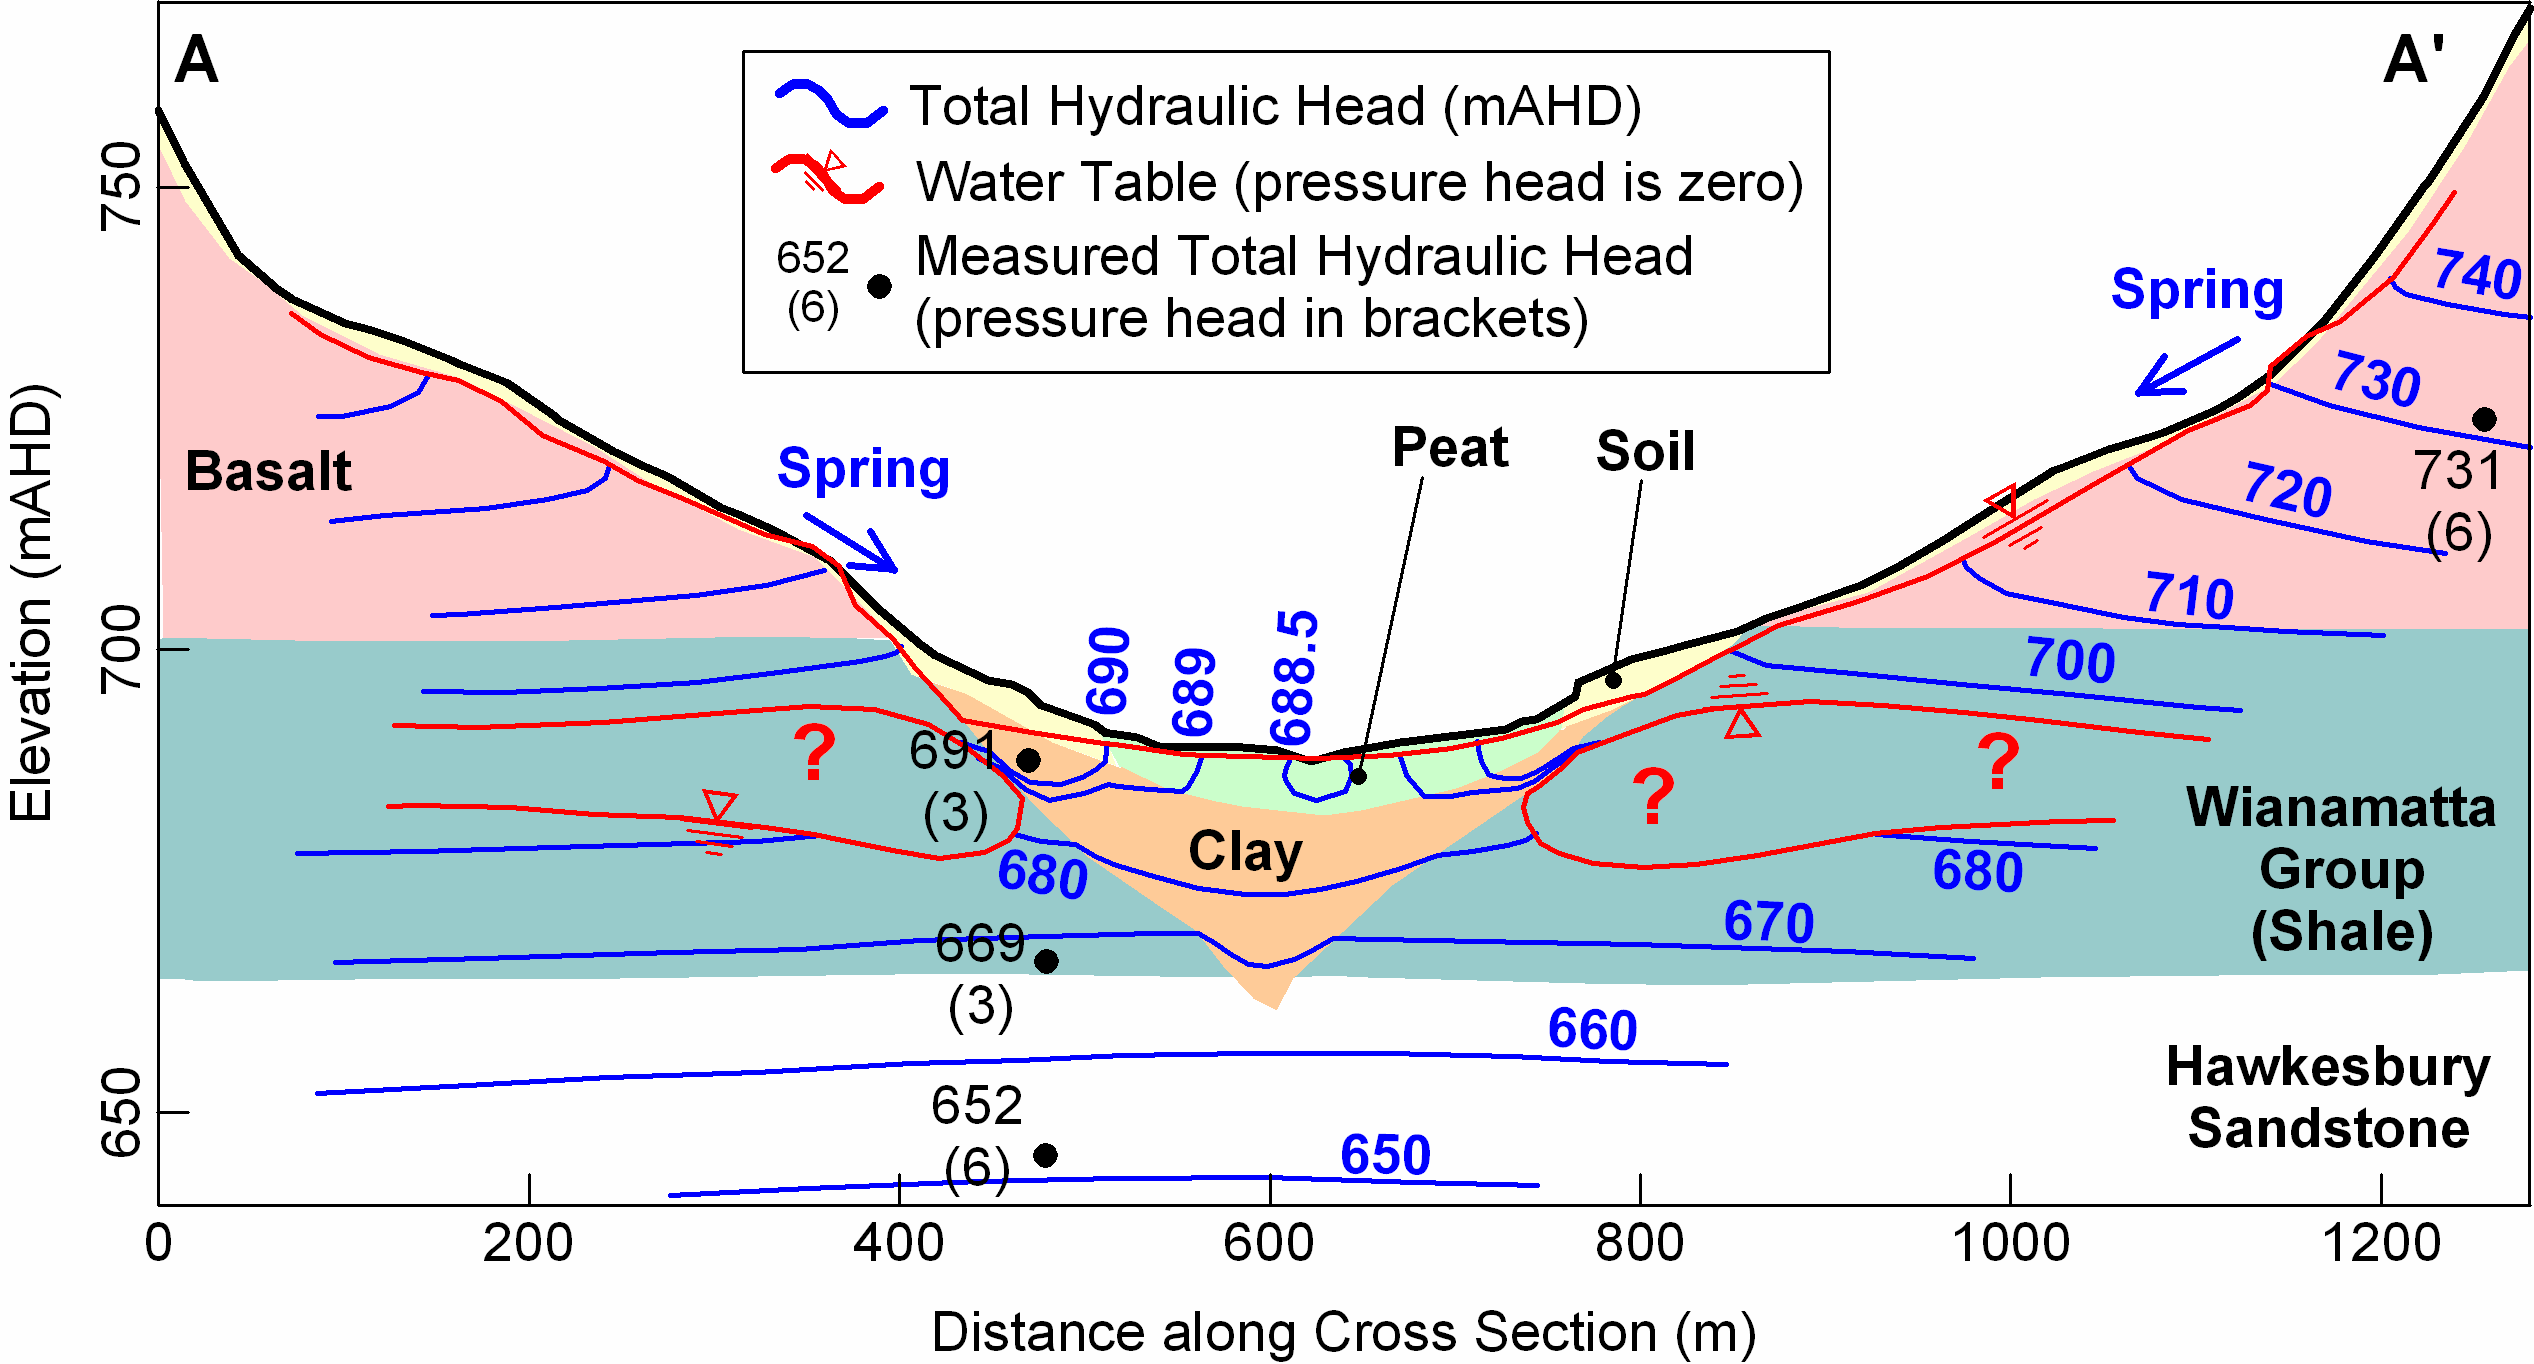 A
A'
Total Hydraulic Head (mAHD)
Water Table (pressure head is zero)
652
(6)
Measured Total Hydraulic Head
(pressure head in brackets)
Elevation (mAHD)
750
700
650
Spring
Spring
740
730
731
(6)
720
710
700
Basalt
Peat
Soil
690
689
688.5
691
(3)
?
?
?
Clay
680
680
670
669
(3)
Wianamatta
Group
(Shale)
660
652
(6)
650
Hawkesbury
Sandstone
0
200
400
600
800
1000
1200
Distance along Cross Section (m)